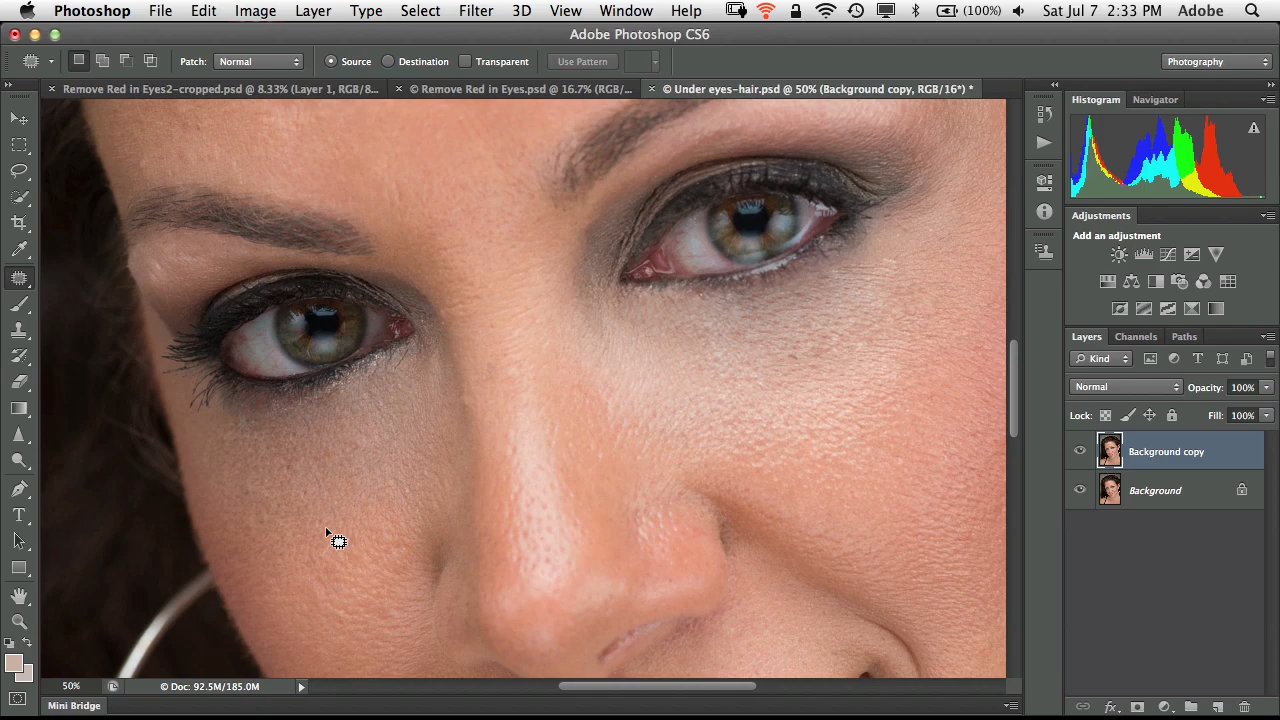 Photoshop File Edit Image Layer Type Select Filter 3D View Window Help (100%) Sat Jul 7 2:33 PM Adobe
Adobe Photoshop CS6
Patch: Normal Source Destination Transparent Use Pattern Photography
Remove Red in Eyes2-cropped.psd @ 8.33% (Layer 1, RGB/8... © Remove Red in Eyes.psd @ 16.7% (RGB/... © Under eyes-hair.psd @ 50% (Background copy, RGB/16*) *
Histogram Navigator
Adjustments
Add an adjustment
Layers Channels Paths
Kind
Normal Opacity: 100%
Lock: Fill: 100%
Background copy
Background
50% © Doc: 92.5M/185.0M
Mini Bridge